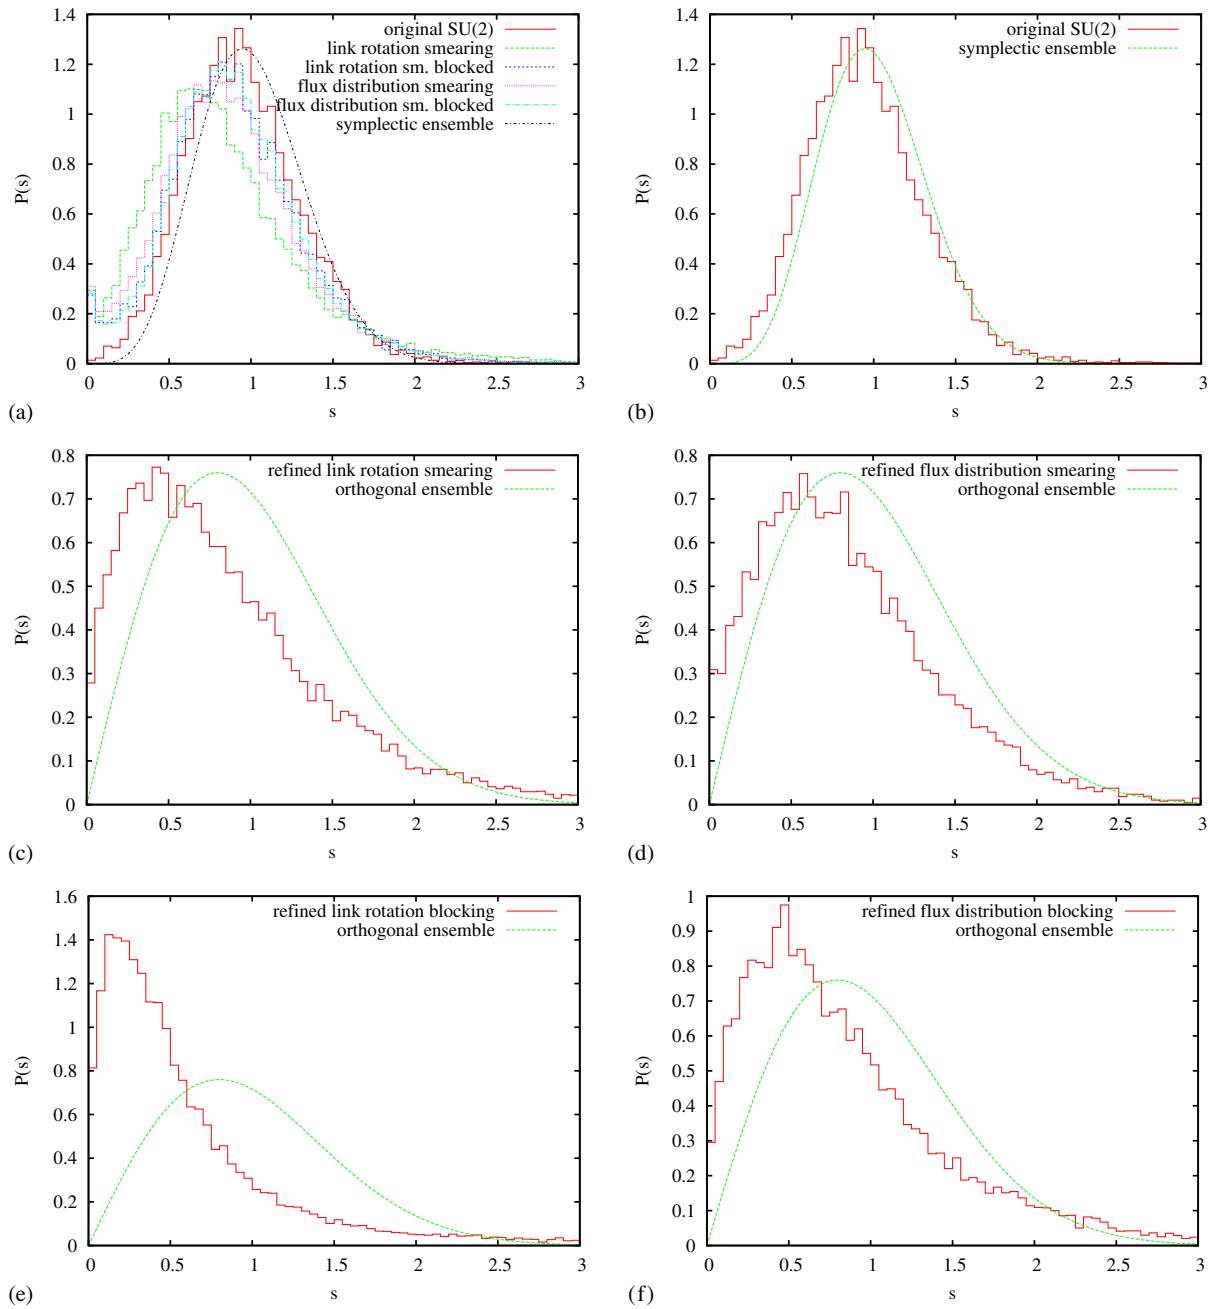 1.4
1.2
1
0.8
0.6
0.4
0.2
0
P(s)
original SU(2)
link rotation smearing
link rotation sm. blocked
flux distribution smearing
flux distribution sm. blocked
symplectic ensemble
0 0.5 1 1.5 2 2.5 3
s
(a)
1.4
1.2
1
0.8
0.6
0.4
0.2
0
P(s)
original SU(2)
symplectic ensemble
0 0.5 1 1.5 2 2.5 3
s
(b)
0.8
0.7
0.6
0.5
0.4
0.3
0.2
0.1
0
P(s)
refined link rotation smearing
orthogonal ensemble
0 0.5 1 1.5 2 2.5 3
s
(c)
0.8
0.7
0.6
0.5
0.4
0.3
0.2
0.1
0
P(s)
refined flux distribution smearing
orthogonal ensemble
0 0.5 1 1.5 2 2.5 3
s
(d)
1.6
1.4
1.2
1
0.8
0.6
0.4
0.2
0
P(s)
refined link rotation blocking
orthogonal ensemble
0 0.5 1 1.5 2 2.5 3
s
(e)
1
0.9
0.8
0.7
0.6
0.5
0.4
0.3
0.2
0.1
0
P(s)
refined flux distribution blocking
orthogonal ensemble
0 0.5 1 1.5 2 2.5 3
s
(f)